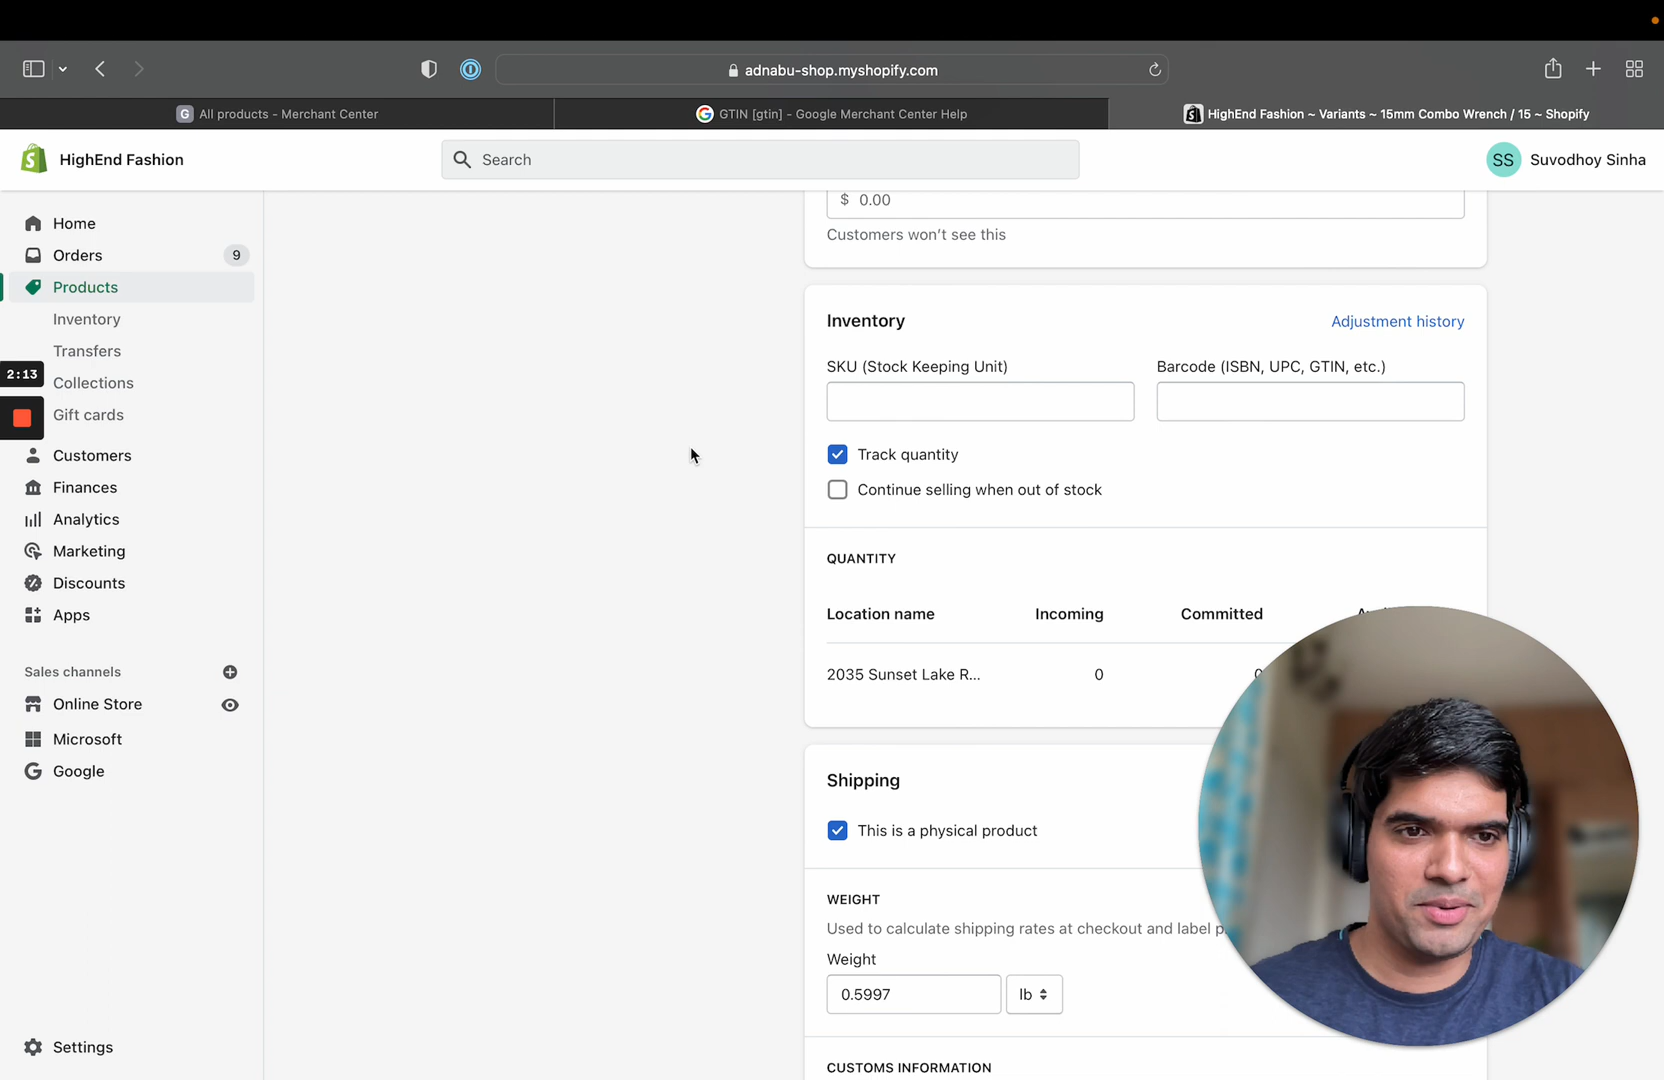 adnabu-shop.myshopify.com
G All products - Merchant Center
GTIN [gtin] - Google Merchant Center Help
HighEnd Fashion ~ Variants ~ 15mm Combo Wrench / 15 ~ Shopify
HighEnd Fashion
Search
SS Suvodhoy Sinha
Home
Orders 9
Products
Inventory
Transfers
2:13
Collections
Gift cards
Customers
Finances
Analytics
Marketing
Discounts
Apps
Sales channels
Online Store
Microsoft
Google
Settings
$ 0.00
Customers won't see this
Inventory
Adjustment history
SKU (Stock Keeping Unit)
Barcode (ISBN, UPC, GTIN, etc.)
Track quantity
Continue selling when out of stock
QUANTITY
Location name Incoming Committed
2035 Sunset Lake R... 0 0
Shipping
This is a physical product
WEIGHT
Used to calculate shipping rates at checkout and label
Weight
0.5997 lb
CUSTOMS INFORMATION